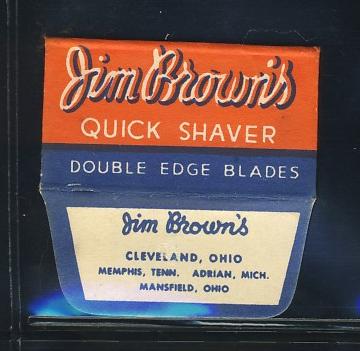 Jim Brown's
QUICK SHAVER
DOUBLE EDGE BLADES
Jim Brown's
CLEVELAND, OHIO
MEMPHIS, TENN. ADRIAN, MICH.
MANSFIELD, OHIO